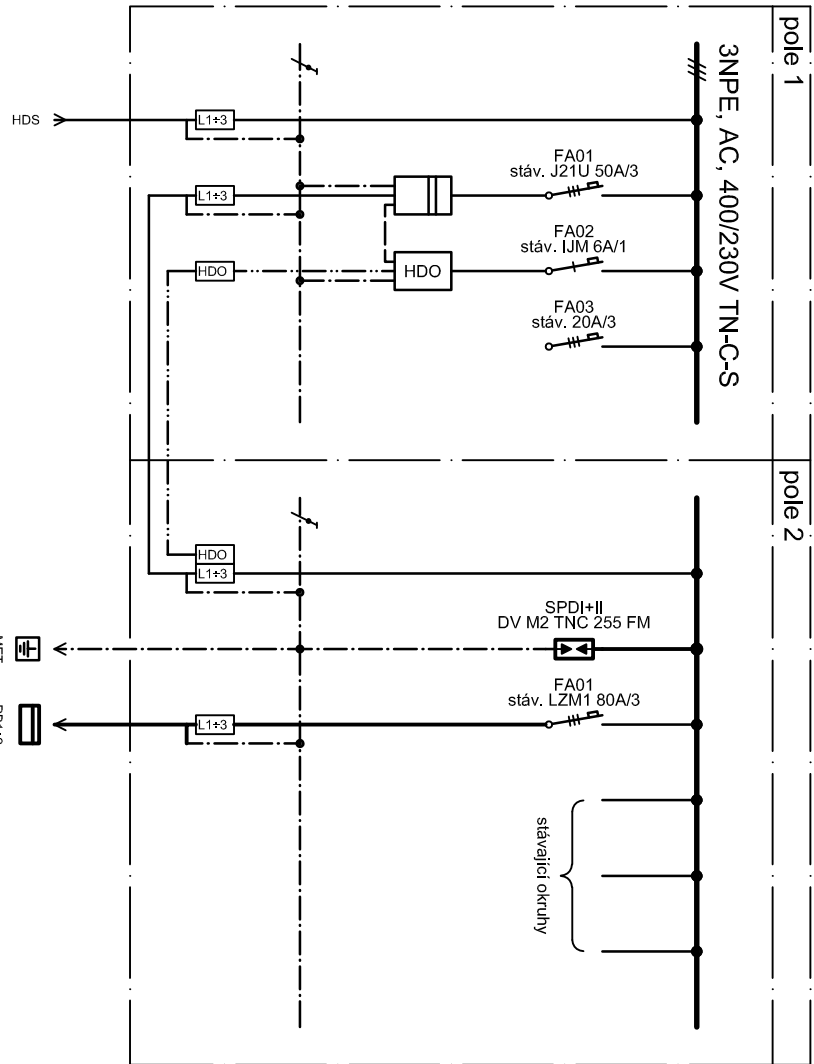 pole 1
3NPE, AC, 400/230V TN-C-S
HDS
L1÷3
FA01
stáv. J21U 50A/3
L1÷3
FA02
stáv. IJM 6A/1
HDO
HDO
FA03
stáv. 20A/3
pole 2
HDO
L1÷3
SPDI+II
DV M2 TNC 255 FM
FA01
stáv. LZM1 80A/3
L1÷3
stávající okruhy